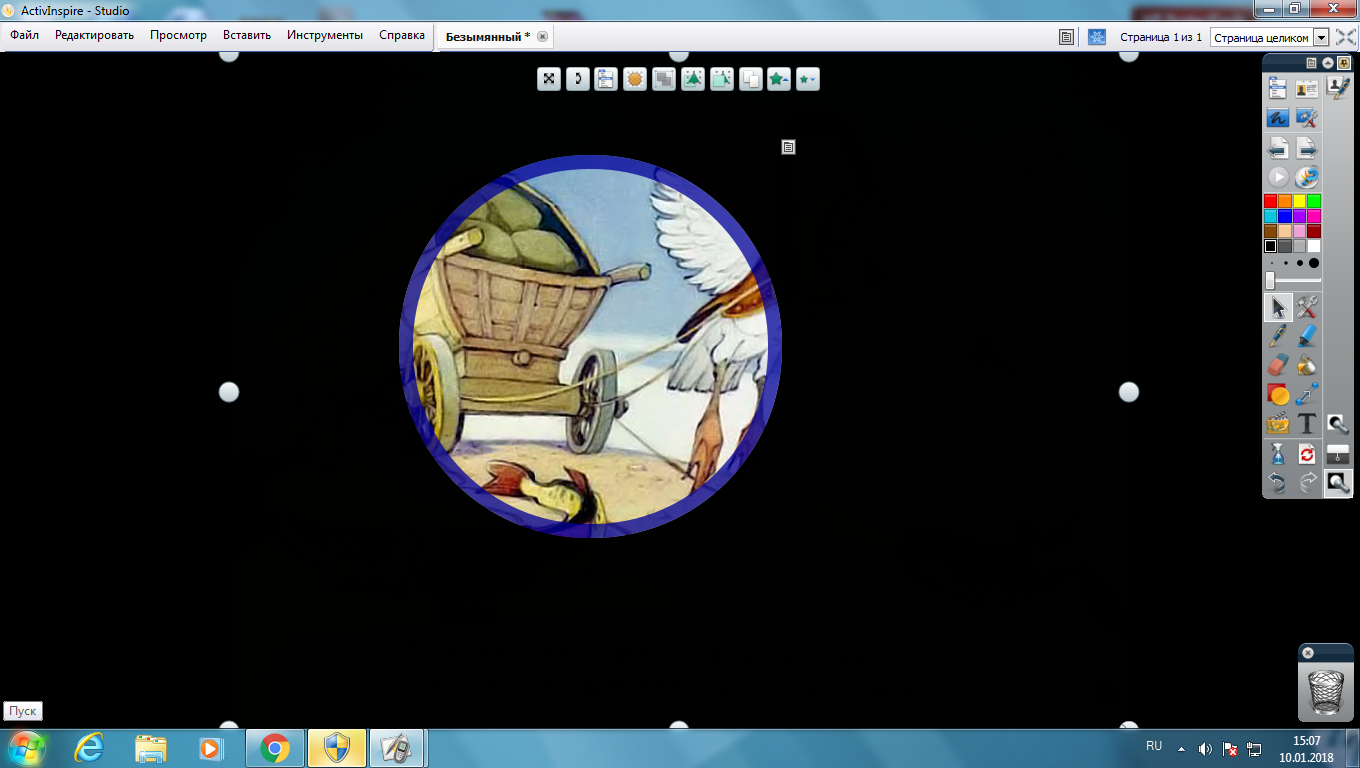 ActivInspire - Studio
Файл Редактировать Просмотр Вставить Инструменты Справка
Безымянный *
Страница 1 из 1
Страница целиком
Пуск
RU
15:07
10.01.2018